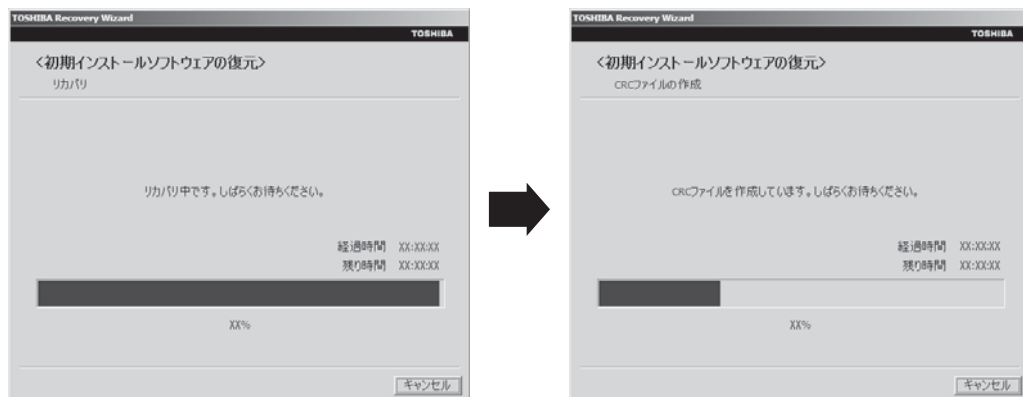 TOSHIBA Recovery Wizard
TOSHIBA
<初期インストールソフトウェアの復元>
リカバリ
リカバリ中です。しばらくお待ちください。
経過時間 XX:XX:XX
残り時間 XX:XX:XX
XX%
キャンセル
TOSHIBA Recovery Wizard
TOSHIBA
<初期インストールソフトウェアの復元>
CRCファイルの作成
CRCファイルを作成しています。しばらくお待ちください。
経過時間 XX:XX:XX
残り時間 XX:XX:XX
XX%
キャンセル